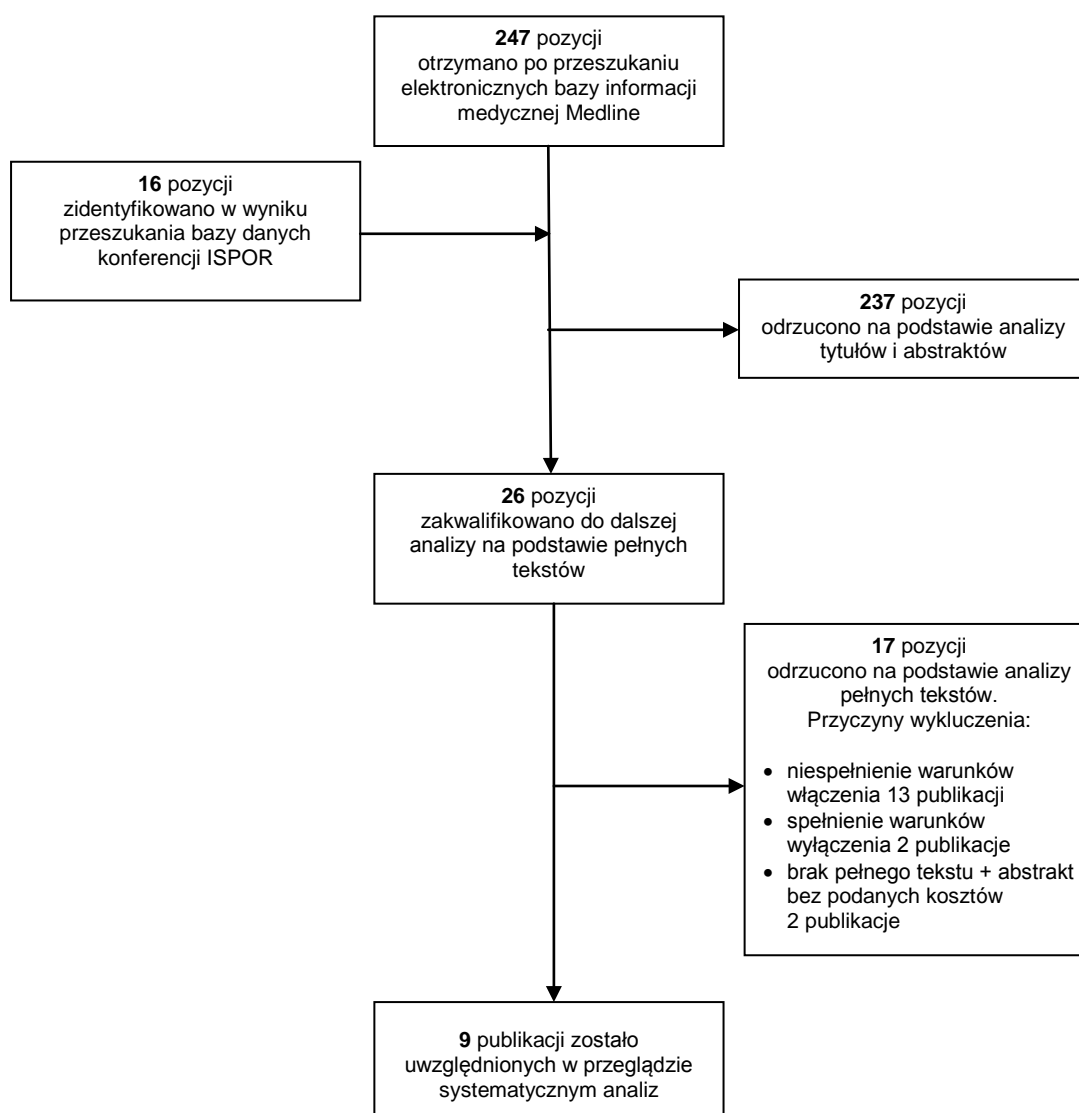 247 pozycji
otrzymano po przeszukaniu
elektronicznych bazy informacji
medycznej Medline
16 pozycji
zidentyfikowano w wyniku
przeszukania bazy danych
konferencji ISPOR
237 pozycji
odrzucono na podstawie analizy
tytułów i abstraktów
26 pozycji
zakwalifikowano do dalszej
analizy na podstawie pełnych
tekstów
17 pozycji
odrzucono na podstawie analizy
pełnych tekstów.
Przyczyny wykluczenia:
• niespełnienie warunków
włączenia 13 publikacji
• spełnienie warunków
wyłączenia 2 publikacje
• brak pełnego tekstu + abstrakt
bez podanych kosztów
2 publikacje
9 publikacji zostało
uwzględnionych w przeglądzie
systematycznym analiz